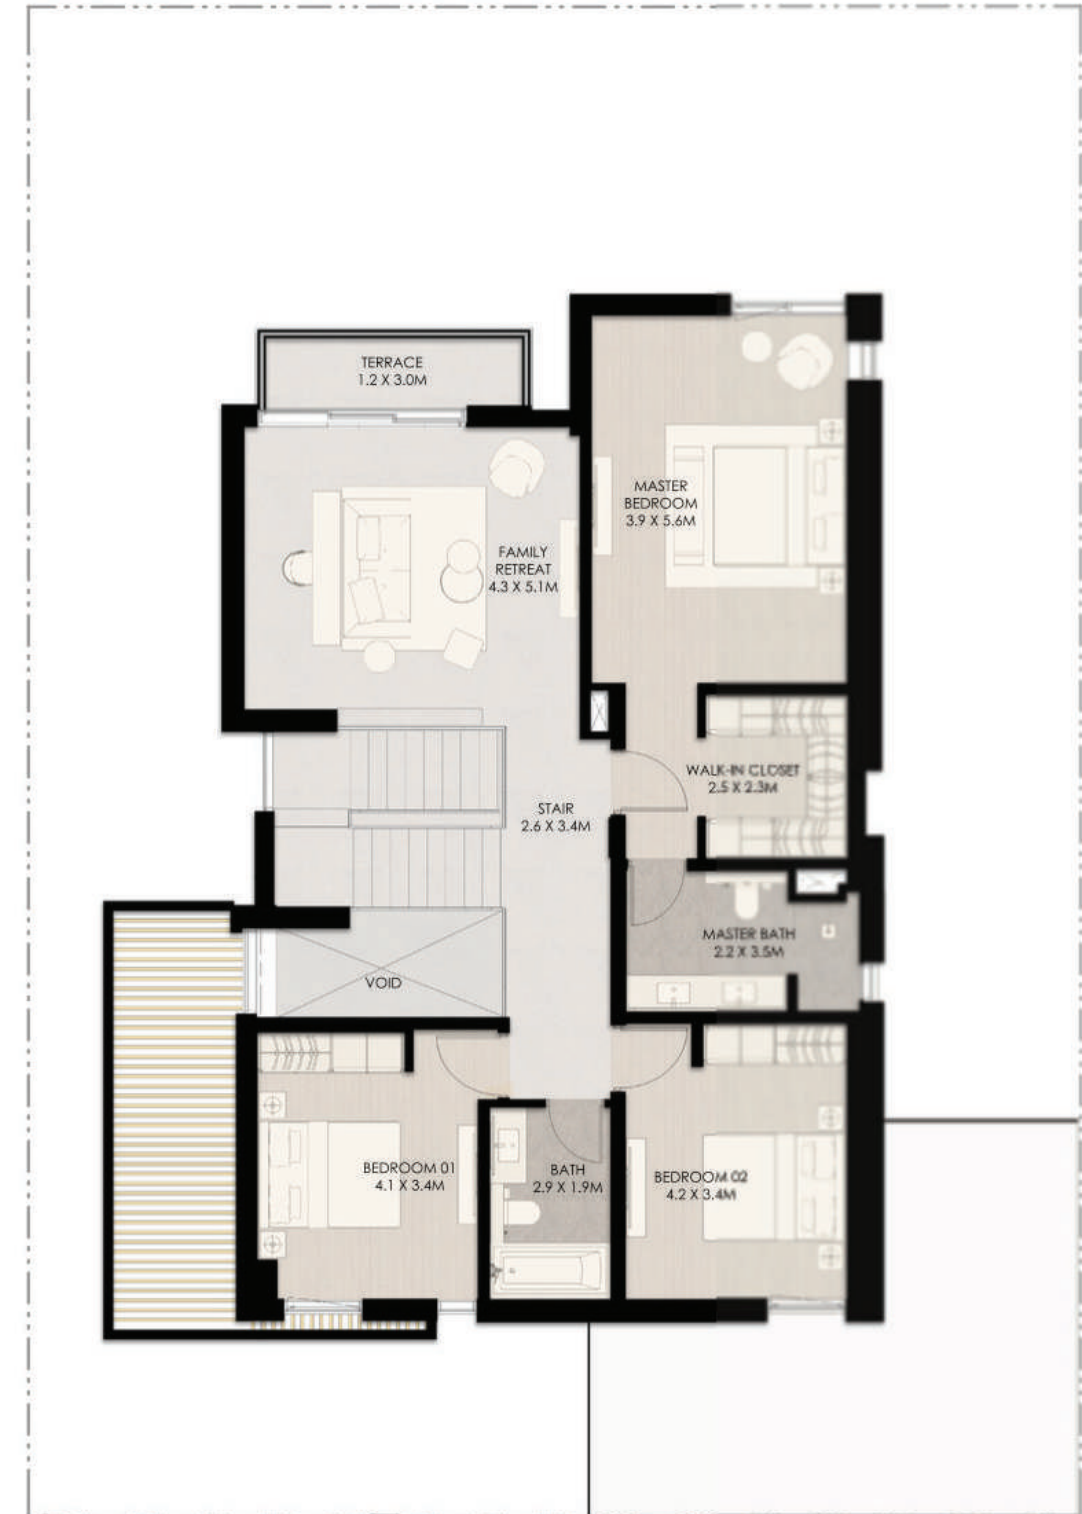 TERRACE
1.2 X 3.0M
MASTER
BEDROOM
3.9 X 5.6M
FAMILY
RETREAT
4.3 X 5.1M
WALK-IN CLOSET
2.5 X 2.3M
STAIR
2.6 X 3.4M
MASTER BATH
2.2 X 3.5M
VOID
BEDROOM 01
4.1 X 3.4M
BATH
2.9 X 1.9M
BEDROOM 02
4.2 X 3.4M